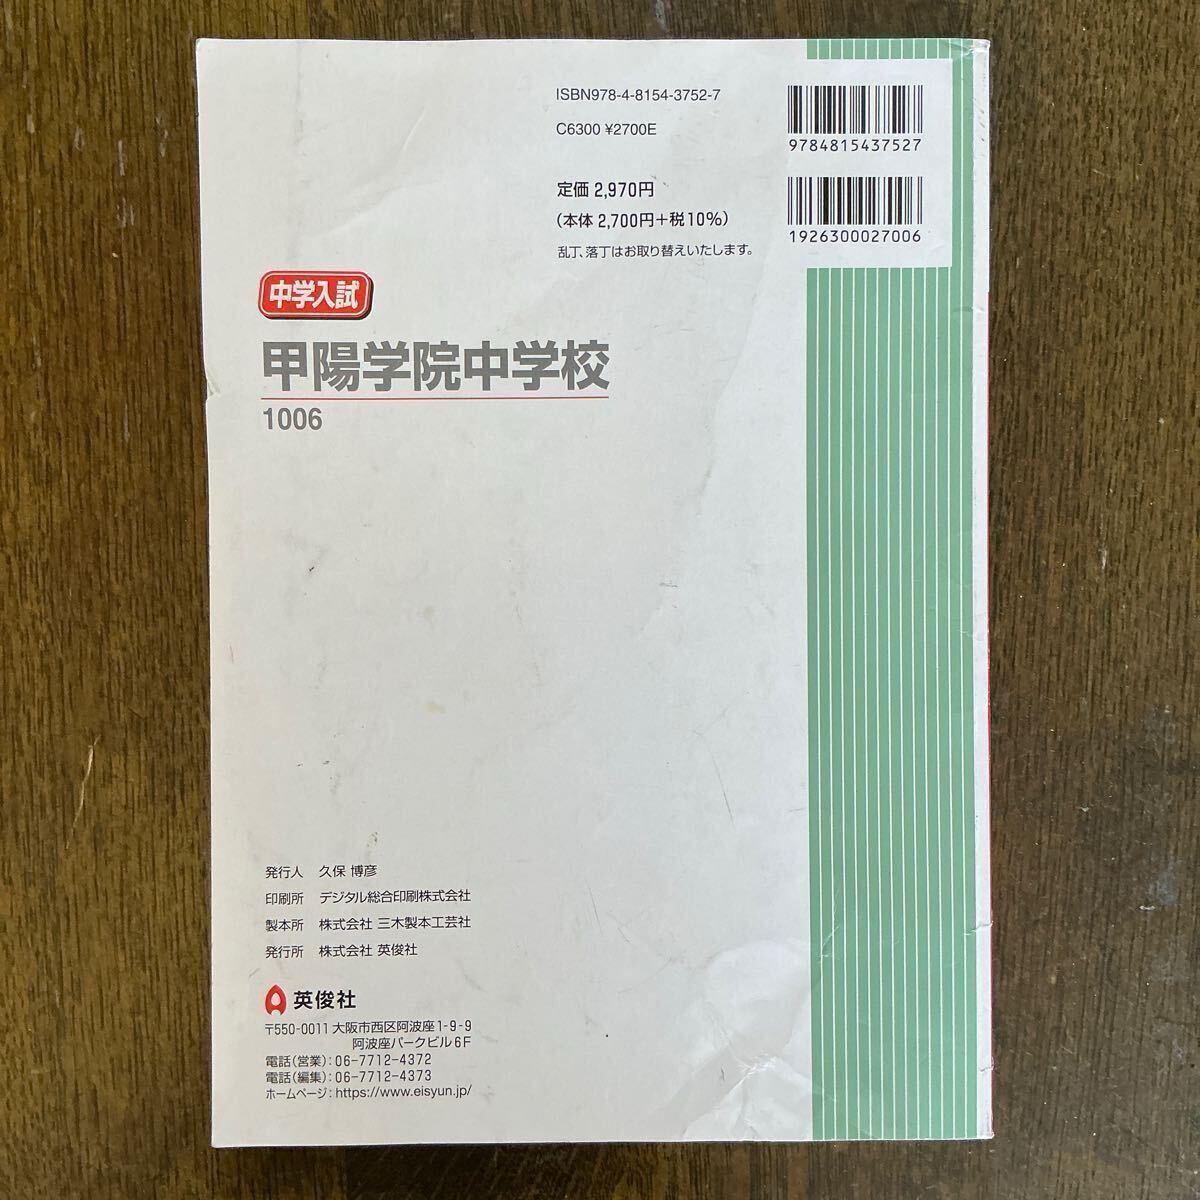 ISBN978-4-8154-3752-7
C6300 ¥2700E
9784815437527
定価 2,970円
(本体 2,700円+税10%)
1926300027006
乱丁、落丁はお取り替えいたします。
中学入試
甲陽学院中学校
1006
発行人 久保 博彦
印刷所 デジタル総合印刷株式会社
製本所 株式会社 三木製本工芸社
発行所 株式会社 英俊社
英俊社
〒550-0011 大阪市西区阿波座1-9-9
阿波座パークビル6F
電話(営業):06-7712-4372
電話(編集):06-7712-4373
ホームページ:https://www.eisyun.jp/